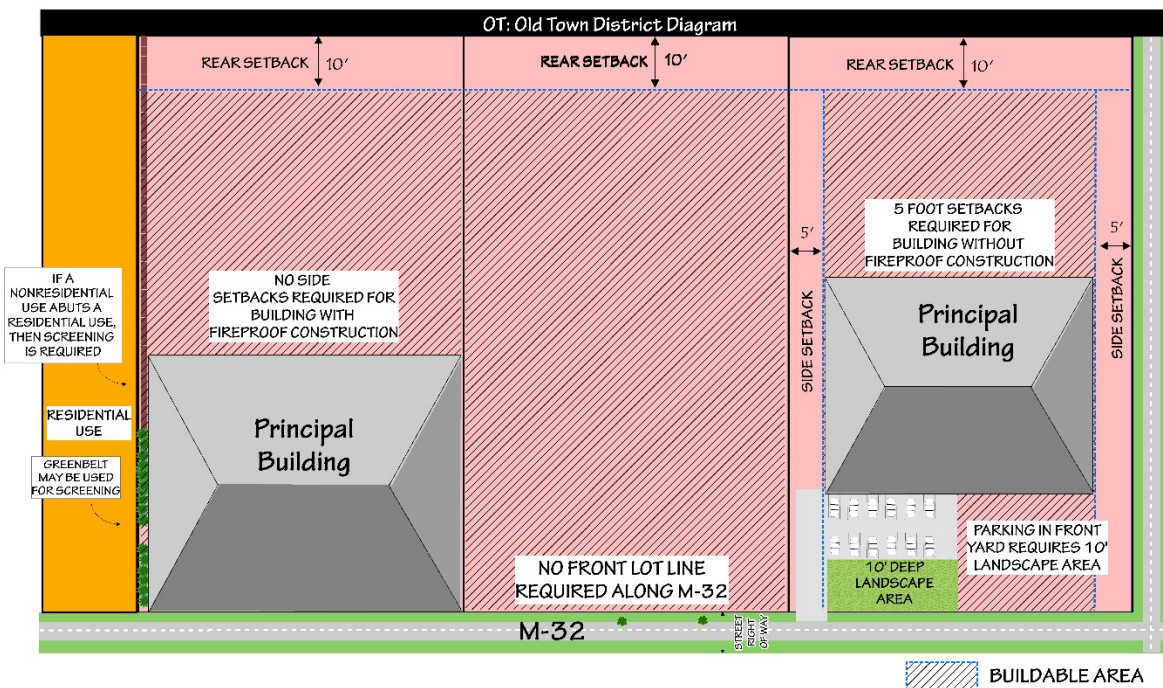 OT: Old Town District Diagram
REAR SETBACK
10'
REAR SETBACK
10'
REAR SETBACK
10'
IF A
NONRESIDENTIAL
USE ABUTS A
RESIDENTIAL USE,
THEN SCREENING
IS REQUIRED
RESIDENTIAL
USE
GREENBELT
MAY BE USED
FOR SCREENING
NO SIDE
SETBACKS REQUIRED FOR
BUILDING WITH
FIREPROOF CONSTRUCTION
Principal
Building
NO FRONT LOT LINE
REQUIRED ALONG M-32
5'
SIDE SETBACK
5 FOOT SETBACKS
REQUIRED FOR
BUILDING WITHOUT
FIREPROOF CONSTRUCTION
5'
SIDE SETBACK
Principal
Building
PARKING IN FRONT
YARD REQUIRES 10'
LANDSCAPE AREA
10' DEEP
LANDSCAPE
AREA
M-32
STREET
RIGHT
OF WAY
BUILDABLE AREA